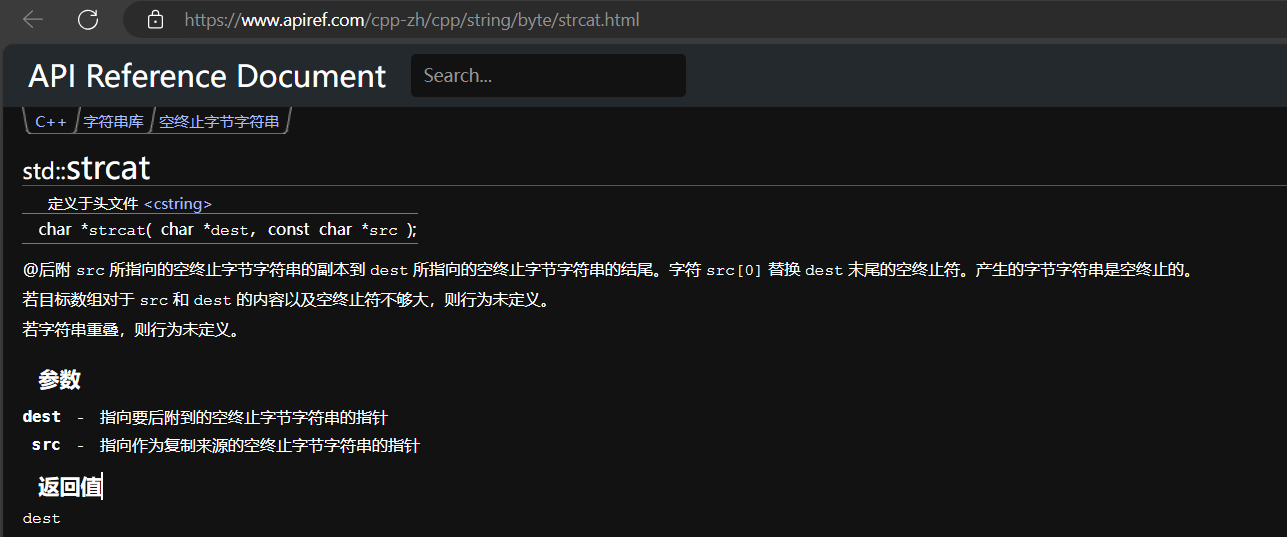 https://www.apiref.com/cpp-zh/cpp/string/byte/strcat.html
API Reference Document Search...
C++ 字符串库 空终止字节字符串
std::strcat
定义于头文件 <cstring>
char *strcat( char *dest, const char *src );
@后附 src 所指向的空终止字节字符串的副本到 dest 所指向的空终止字节字符串的结尾。字符 src[0] 替换 dest 末尾的空终止符。产生的字节字符串是空终止的。
若目标数组对于 src 和 dest 的内容以及空终止符不够大，则行为未定义。
若字符串重叠，则行为未定义。
参数
dest - 指向要后附到的空终止字节字符串的指针
src - 指向作为复制来源的空终止字节字符串的指针
返回值
dest